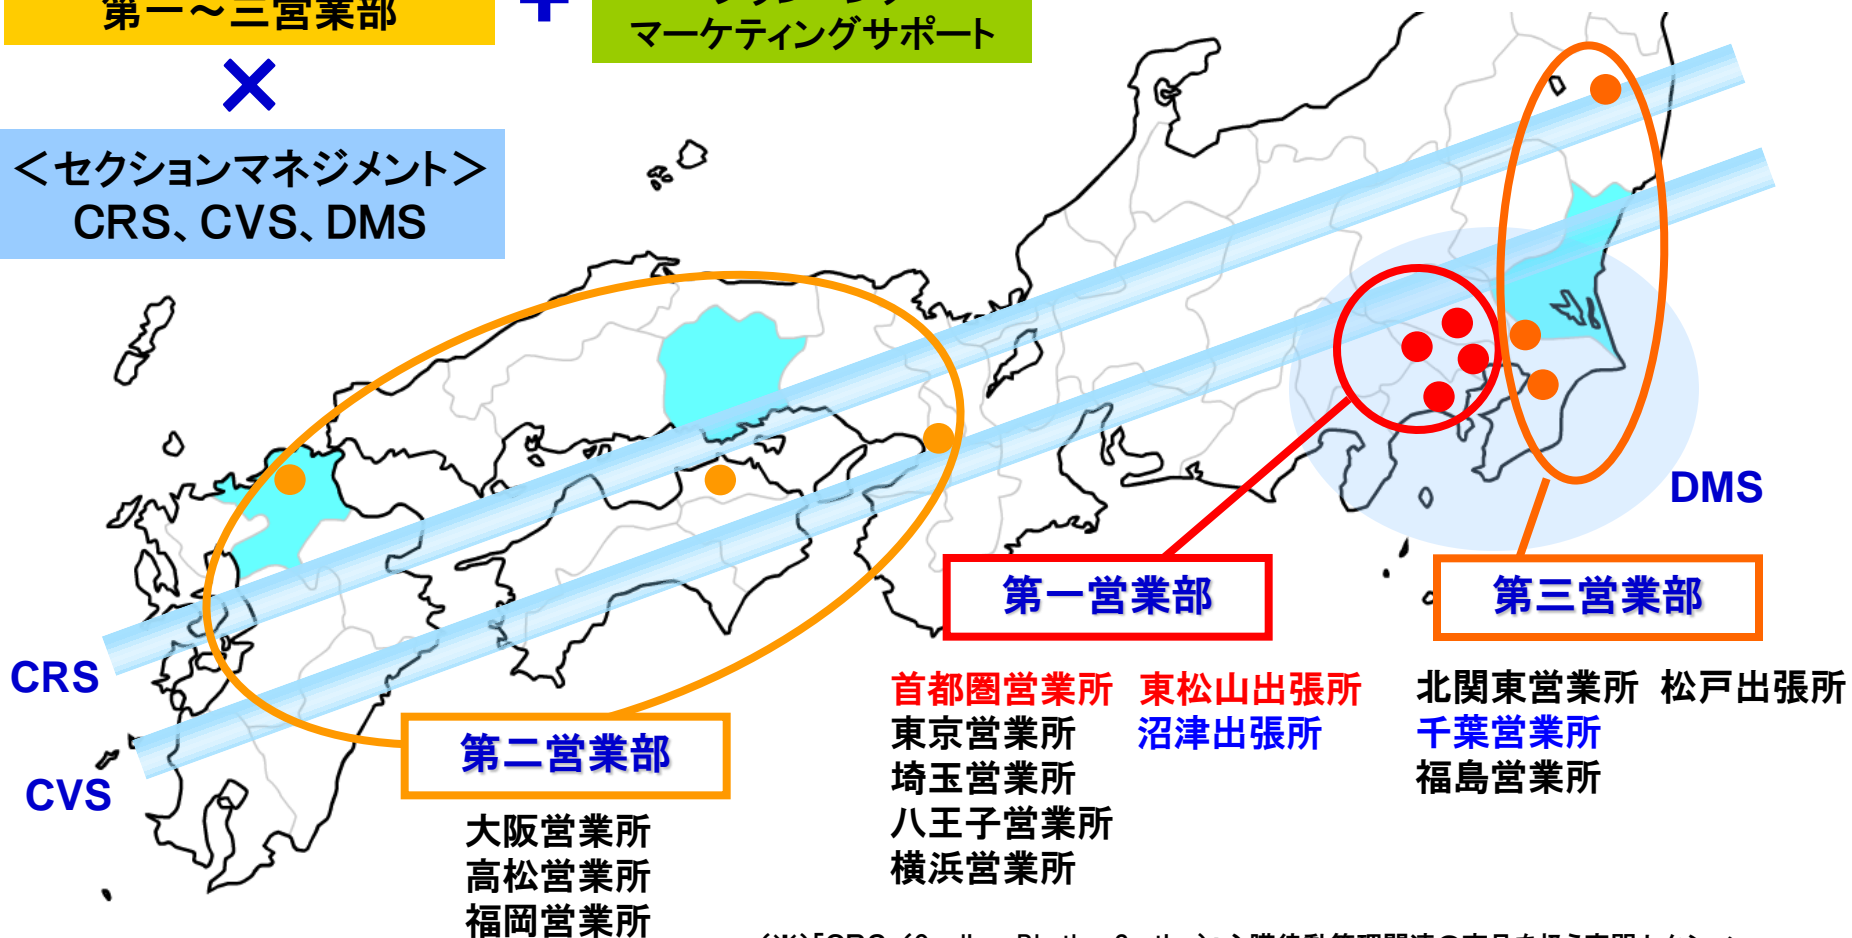 第一～三営業部
＋
マーケティングサポート
×
＜セクションマネジメント＞
CRS、CVS、DMS
DMS
CRS
CVS
第一営業部
首都圏営業所 東松山出張所
東京営業所 沼津出張所
埼玉営業所
八王子営業所
横浜営業所
第二営業部
大阪営業所
高松営業所
福岡営業所
第三営業部
北関東営業所 松戸出張所
千葉営業所
福島営業所